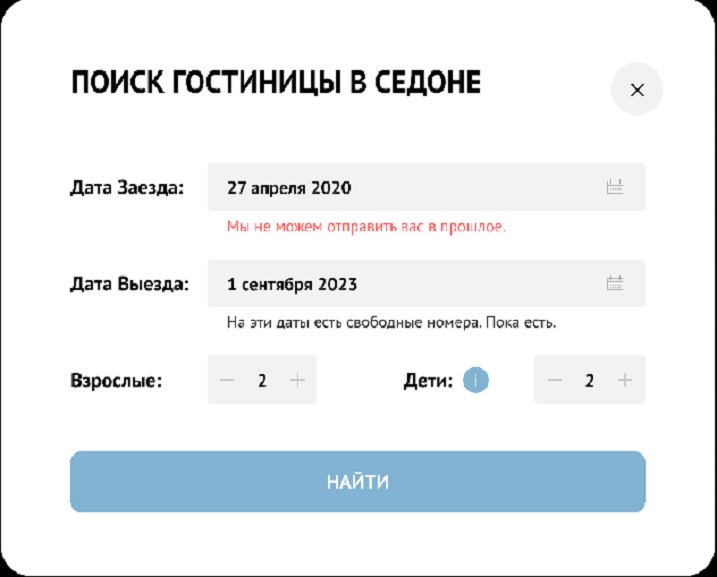 ПОИСК ГОСТИНИЦЫ В СЕДОНЕ
Дата Заезда: 27 апреля 2020
Мы не можем отправить вас в прошлое.
Дата Выезда: 1 сентября 2023
На эти даты есть свободные номера. Пока есть.
Взрослые: − 2 + Дети: i − 2 +
НАЙТИ